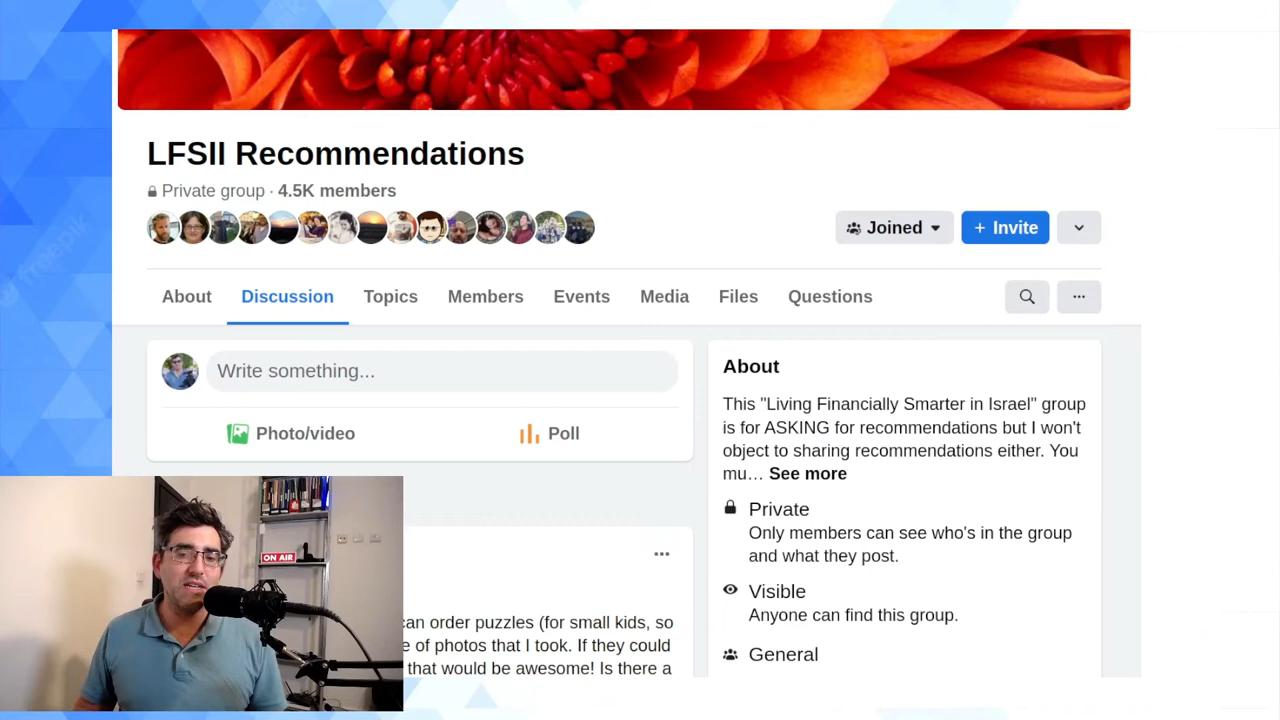 LFSII Recommendations
Private group · 4.5K members
Joined
+ Invite
About
Discussion
Topics
Members
Events
Media
Files
Questions
Write something...
Photo/video
Poll
About
This "Living Financially Smarter in Israel" group
is for ASKING for recommendations but I won't
object to sharing recommendations either. You
mu… See more
Private
Only members can see who's in the group
and what they post.
Visible
Anyone can find this group.
General
can order puzzles (for small kids, so
e of photos that I took. If they could
that would be awesome! Is there a
ON AIR
freepik